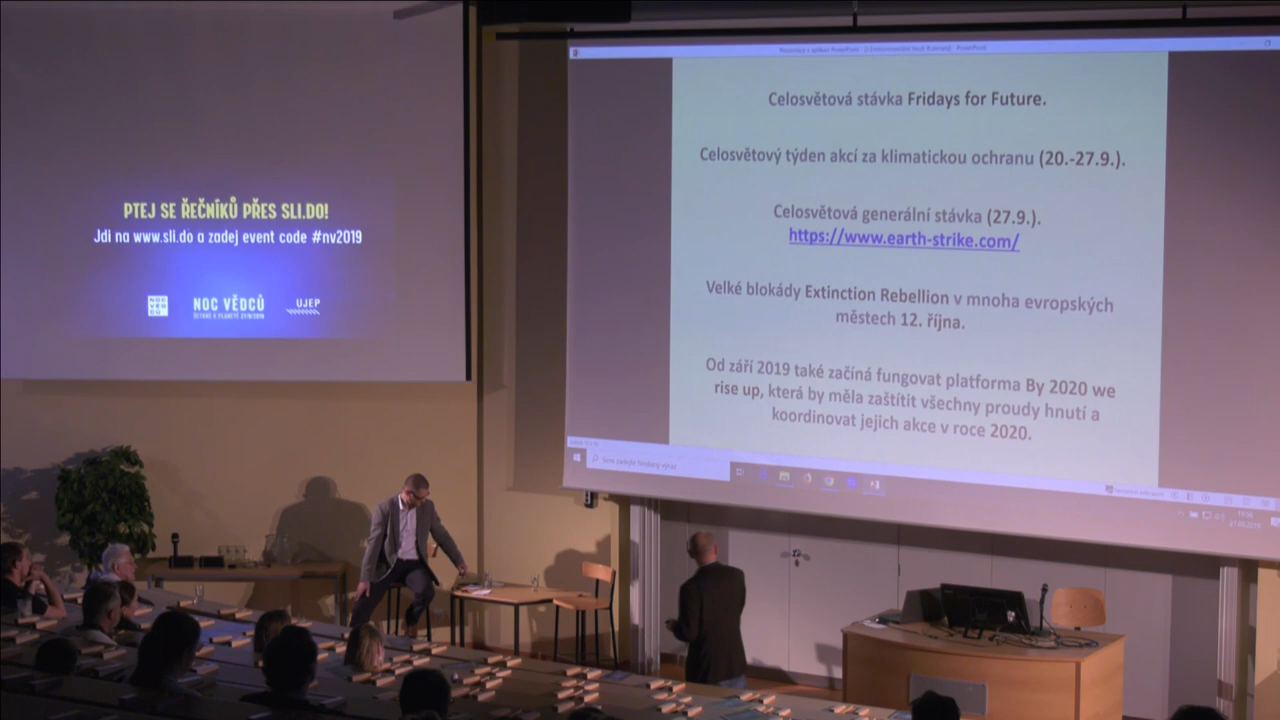 PTEJ SE ŘEČNÍKŮ PŘES SLI.DO!
Jdi na www.sli.do a zadej event code #nv2019
NOC
VĚD
CŮ
NOC VĚDCŮ
UJEP
Celosvětová stávka Fridays for Future.
Celosvětový týden akcí za klimatickou ochranu (20.-27.9.).
Celosvětová generální stávka (27.9.).
https://www.earth-strike.com/
Velké blokády Extinction Rebellion v mnoha evropských
městech 12. října.
Od září 2019 také začíná fungovat platforma By 2020 we
rise up, která by měla zaštítit všechny proudy hnutí a
koordinovat jejich akce v roce 2020.